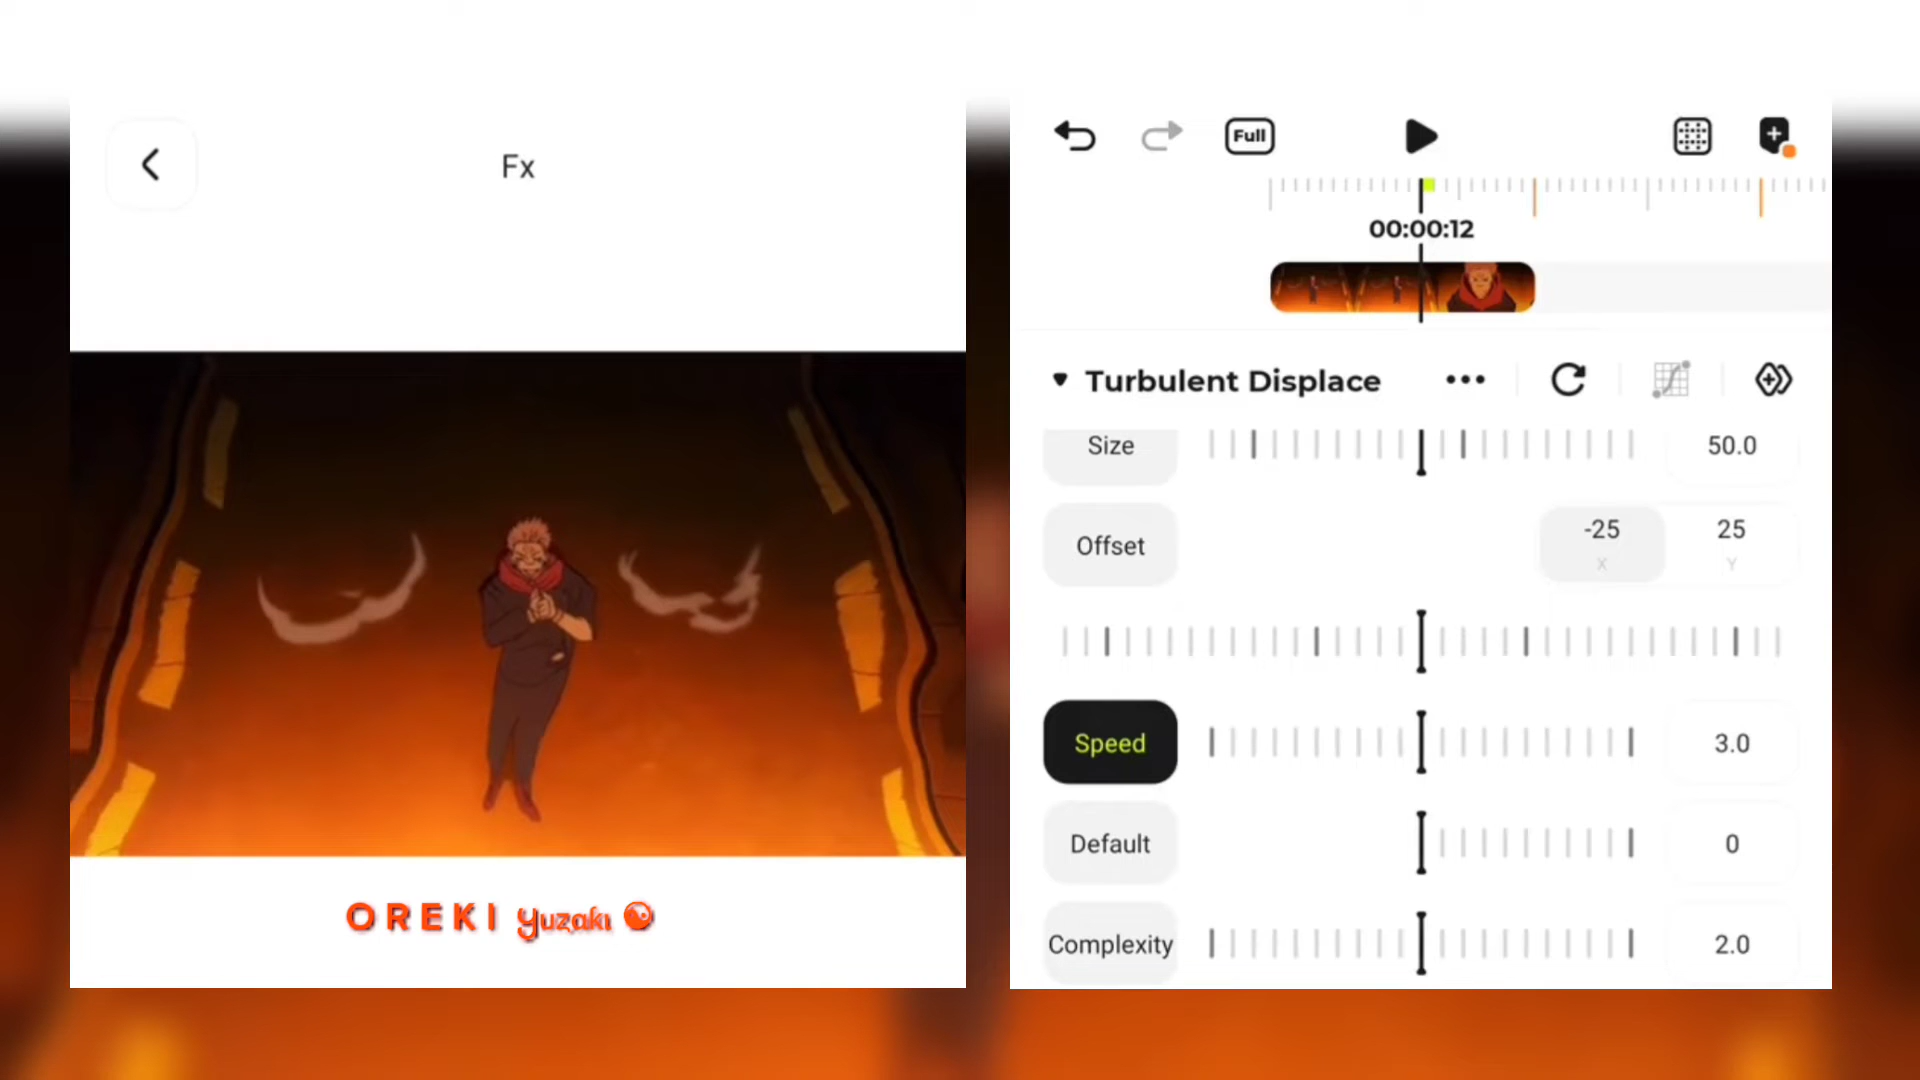 Fx
OREKI yuzaki
Full
00:00:12
Turbulent Displace
Size 50.0
Offset -25 25
X Y
Speed 3.0
Default 0
Complexity 2.0